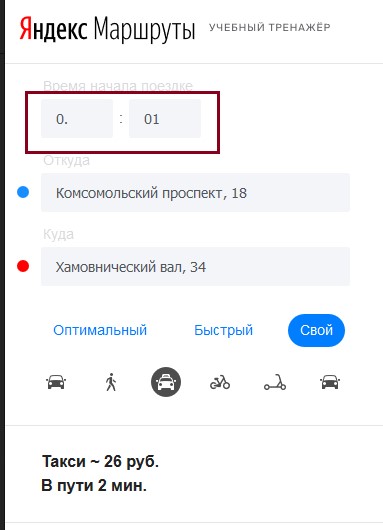 Яндекс Маршруты УЧЕБНЫЙ ТРЕНАЖЁР
Время начала поездке
0. : 01
Откуда
Комсомольский проспект, 18
Куда
Хамовнический вал, 34
Оптимальный Быстрый Свой
Такси ~ 26 руб.
В пути 2 мин.